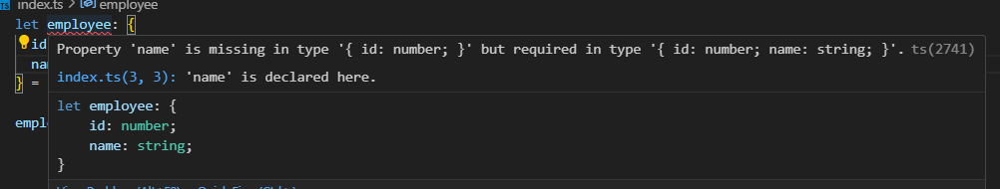 index.ts > employee
let employee: {
id
Property 'name' is missing in type '{ id: number; }' but required in type '{ id: number; name: string; }'. ts(2741)
na
index.ts(3, 3): 'name' is declared here.
} =
let employee: {
id: number;
empl
name: string;
}